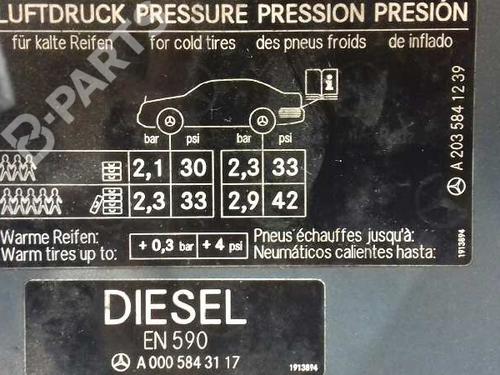 LUFTDRUCK PRESSURE PRESSION PRESIÓN
für kalte Reifen for cold tires des pneus froids de inflado
i
bar psi bar psi
2,1 30 2,3 33
2,3 33 2,9 42
Warme Reifen: + 0,3 bar + 4 psi Pneus échauffes jusqu'à:
Warm tires up to: Neumáticos calientes hasta:
A 203 584 12 39
1913894
DIESEL
EN 590
A 000 584 31 17
1913894
B-PARTS